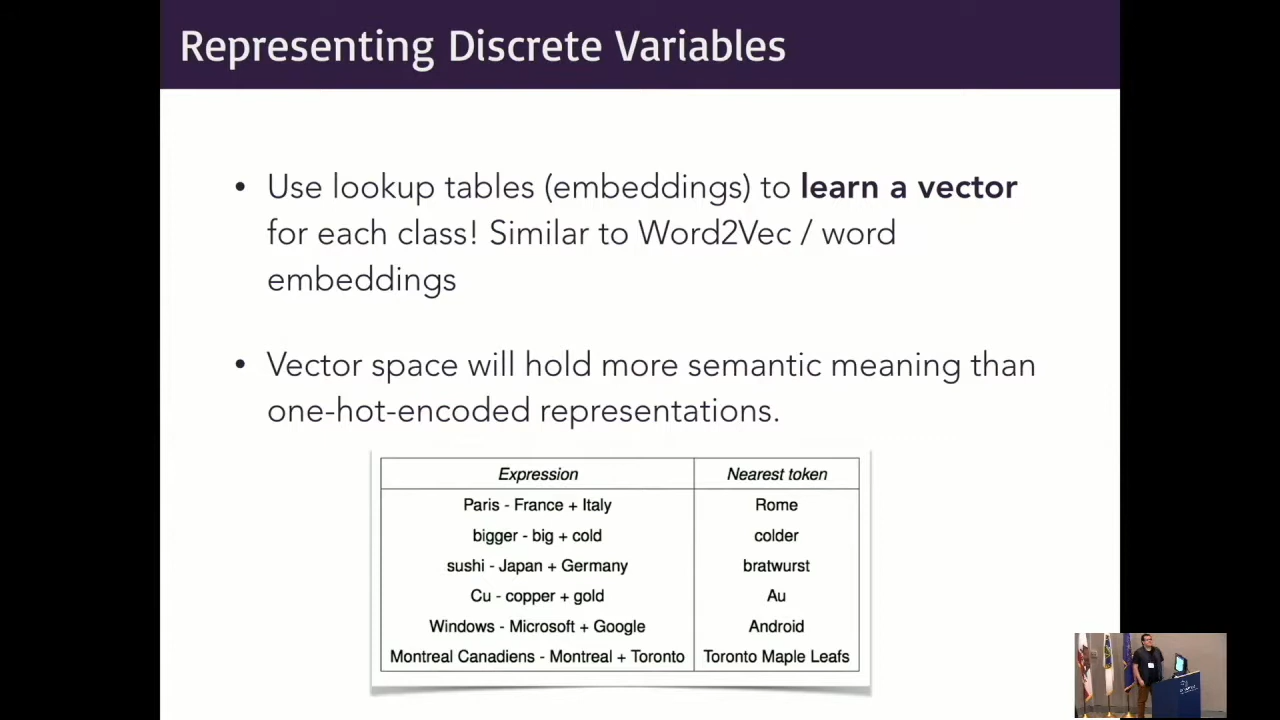 Representing Discrete Variables
• Use lookup tables (embeddings) to learn a vector
for each class! Similar to Word2Vec / word
embeddings
• Vector space will hold more semantic meaning than
one-hot-encoded representations.
Expression Nearest token
Paris - France + Italy Rome
bigger - big + cold colder
sushi - Japan + Germany bratwurst
Cu - copper + gold Au
Windows - Microsoft + Google Android
Montreal Canadiens - Montreal + Toronto Toronto Maple Leafs